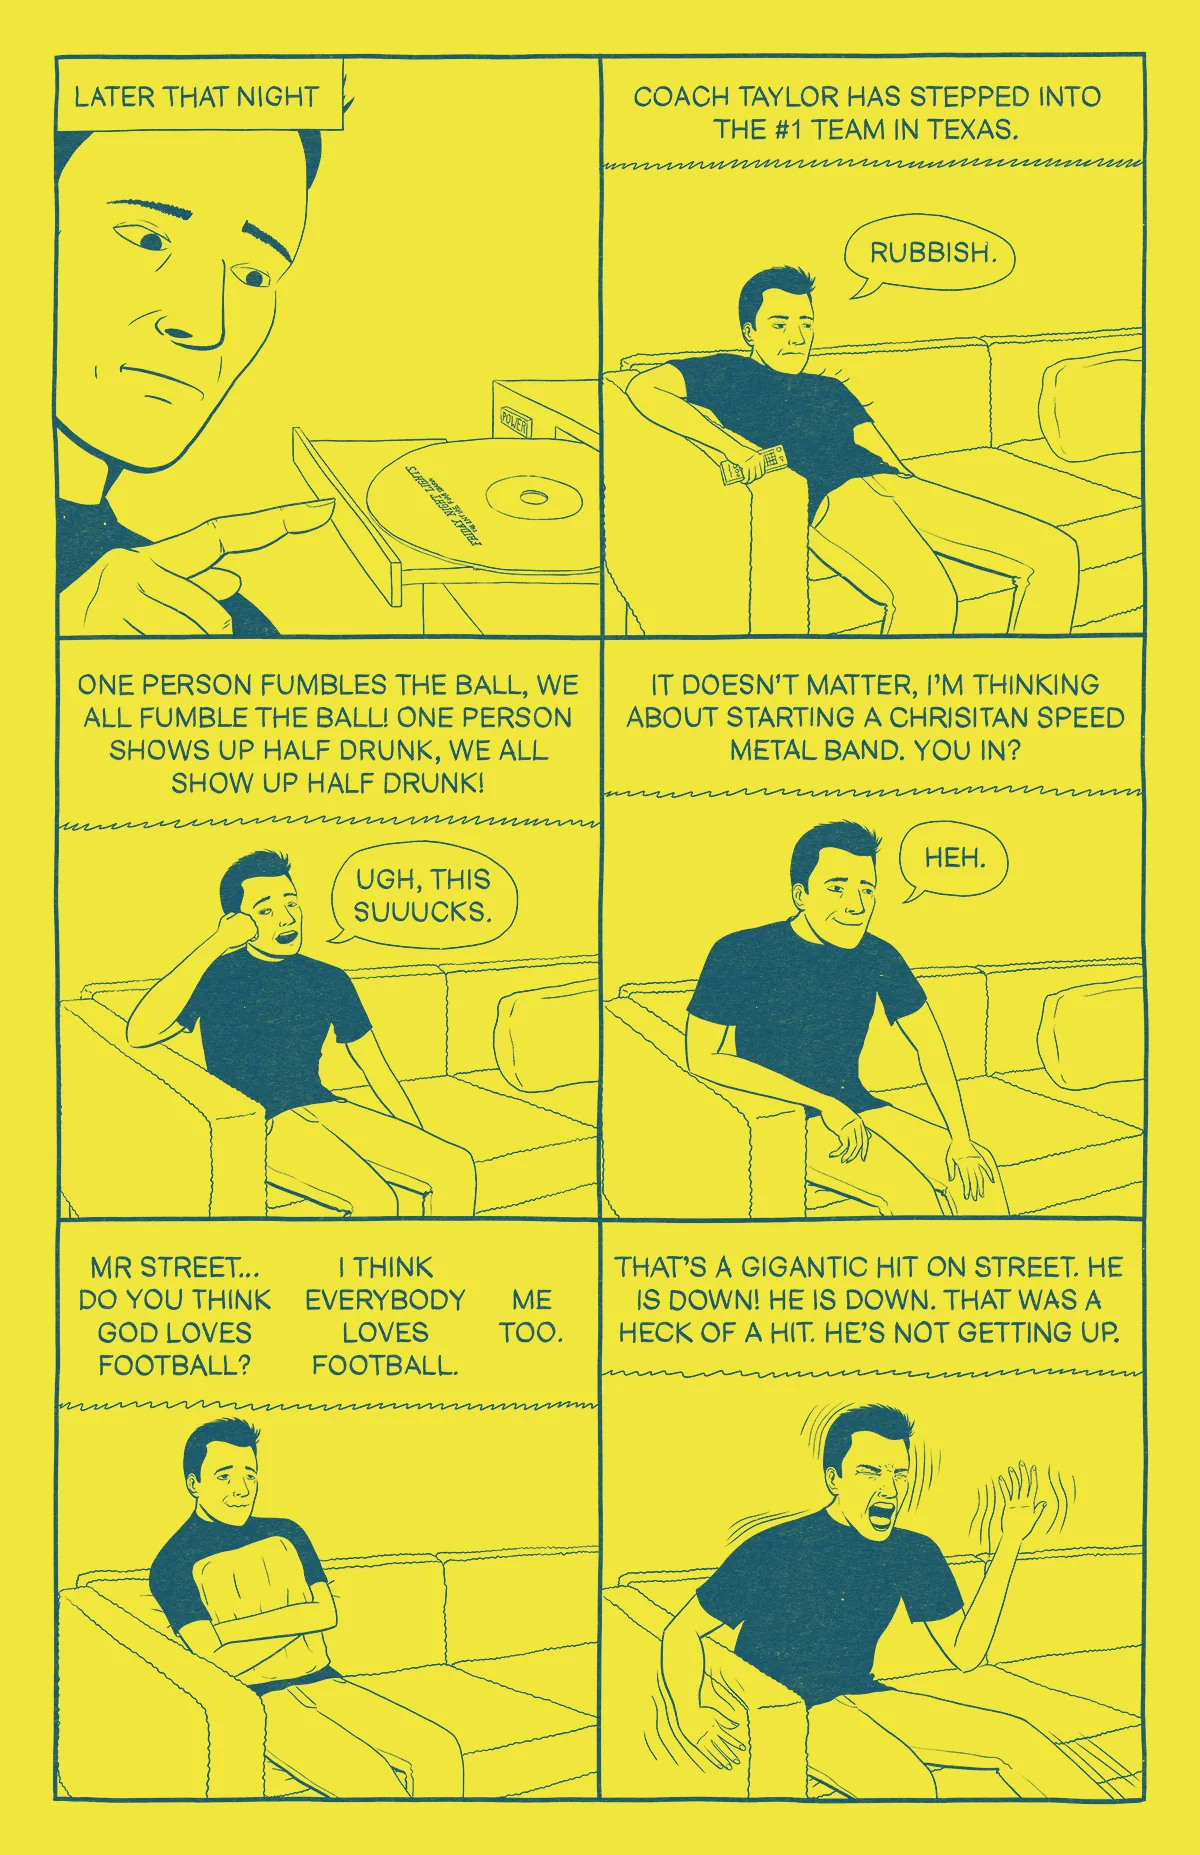 LATER THAT NIGHT
POWER
FRIDAY NIGHT LIGHTS
COACH TAYLOR HAS STEPPED INTO
THE #1 TEAM IN TEXAS.
RUBBISH.
ONE PERSON FUMBLES THE BALL, WE
ALL FUMBLE THE BALL! ONE PERSON
SHOWS UP HALF DRUNK, WE ALL
SHOW UP HALF DRUNK!
UGH, THIS
SUUUCKS.
IT DOESN'T MATTER, I'M THINKING
ABOUT STARTING A CHRISITAN SPEED
METAL BAND. YOU IN?
HEH.
MR STREET...
DO YOU THINK
GOD LOVES
FOOTBALL?
I THINK
EVERYBODY
LOVES
FOOTBALL.
ME
TOO.
THAT'S A GIGANTIC HIT ON STREET. HE
IS DOWN! HE IS DOWN. THAT WAS A
HECK OF A HIT. HE'S NOT GETTING UP.